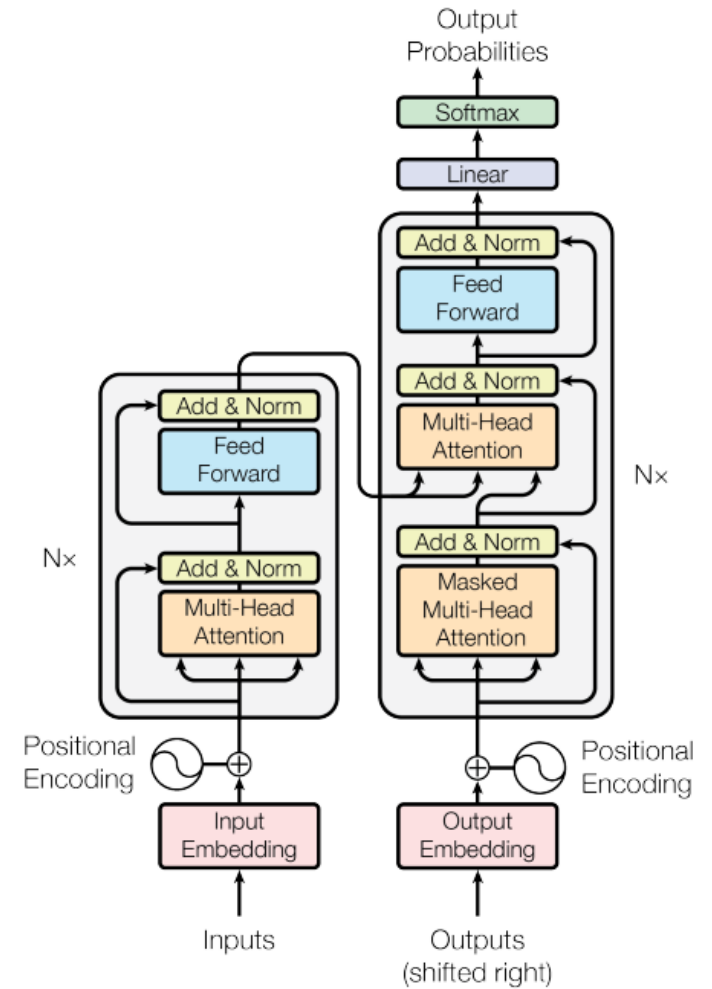 Output
Probabilities
Softmax
Linear
Add & Norm
Feed
Forward
Add & Norm
Multi-Head
Attention
Nx
Add & Norm
Masked
Multi-Head
Attention
Add & Norm
Feed
Forward
Nx
Add & Norm
Multi-Head
Attention
Positional
Encoding
Positional
Encoding
Input
Embedding
Output
Embedding
Inputs
Outputs
(shifted right)